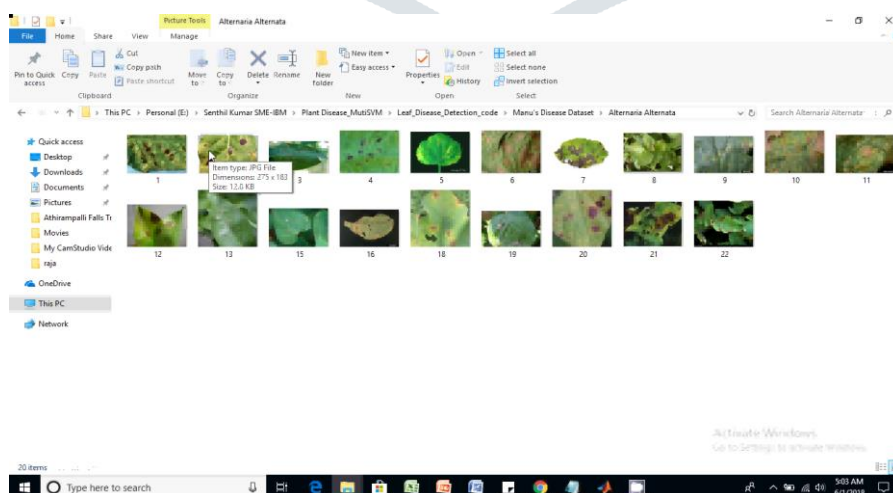 Picture Tools Alternaria Alternata
File Home Share View Manage
Pin to Quick access
Copy
Paste
Cut
Copy path
Paste shortcut
Move to
Copy to
Delete
Rename
New folder
New item
Easy access
Properties
Open
Edit
History
Select all
Select none
Invert selection
Clipboard Organize New Open Select
This PC > Personal (E:) > Senthil Kumar SME-IBM > Plant Disease_MutiSVM > Leaf_Disease_Detection_code > Manu's Disease Dataset > Alternaria Alternata
Search Alternaria Alternata
Quick access
Desktop
Downloads
Documents
Pictures
Athirampalli Falls Tr
Movies
My CamStudio Vide
raja
OneDrive
This PC
Network
Item type: JPG File
Dimensions: 275 x 183
Size: 12.0 KB
1 3 4 5 6 7 8 9 10 11
12 13 15 16 18 19 20 21 22
Activate Windows
Go to Settings to activate Windows.
20 items
Type here to search
5:03 AM
6/1/2018